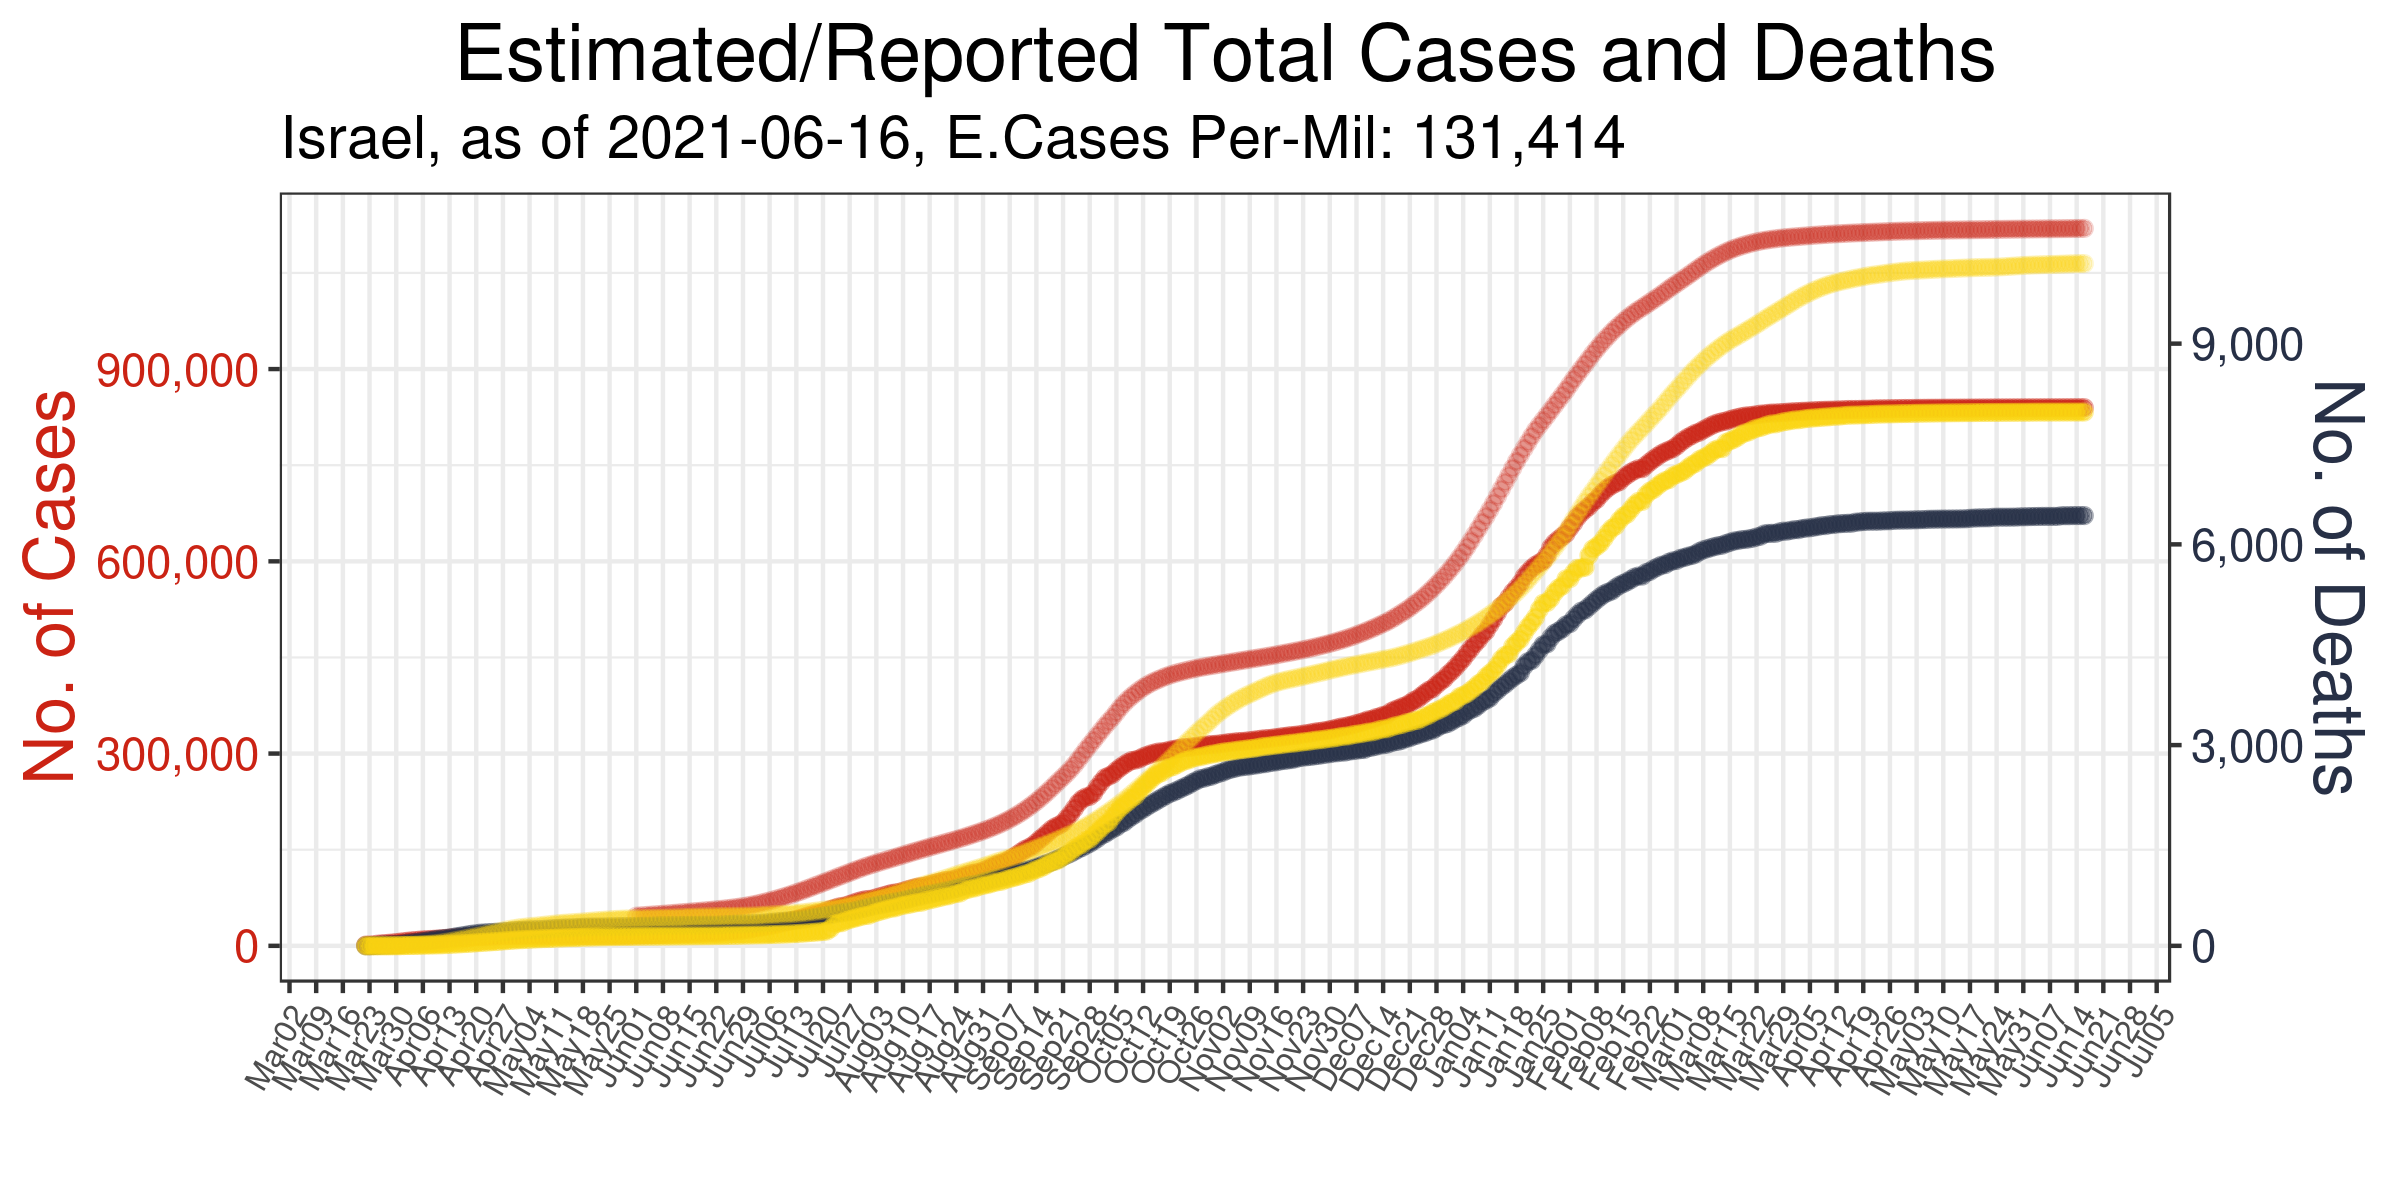 Estimated/Reported Total Cases and Deaths
Israel, as of 2021-06-16, E.Cases Per-Mil: 131,414
No. of Cases
900,000
600,000
300,000
0
9,000
6,000
3,000
0
No. of Deaths
Mar02
Mar09
Mar16
Mar23
Mar30
Apr06
Apr13
Apr20
Apr27
May04
May11
May18
May25
Jun01
Jun08
Jun15
Jun22
Jun29
Jul06
Jul13
Jul20
Jul27
Aug03
Aug10
Aug17
Aug24
Aug31
Sep07
Sep14
Sep21
Sep28
Oct05
Oct12
Oct19
Oct26
Nov02
Nov09
Nov16
Nov23
Nov30
Dec07
Dec14
Dec21
Dec28
Dec04
Jan11
Jan18
Jan25
Feb01
Feb08
Feb15
Feb22
Mar01
Mar08
Mar15
Mar22
Mar29
Apr05
Apr12
Apr19
Apr26
May03
May10
May17
May24
May31
Jun07
Jun14
Jun21
Jun28
Jul05